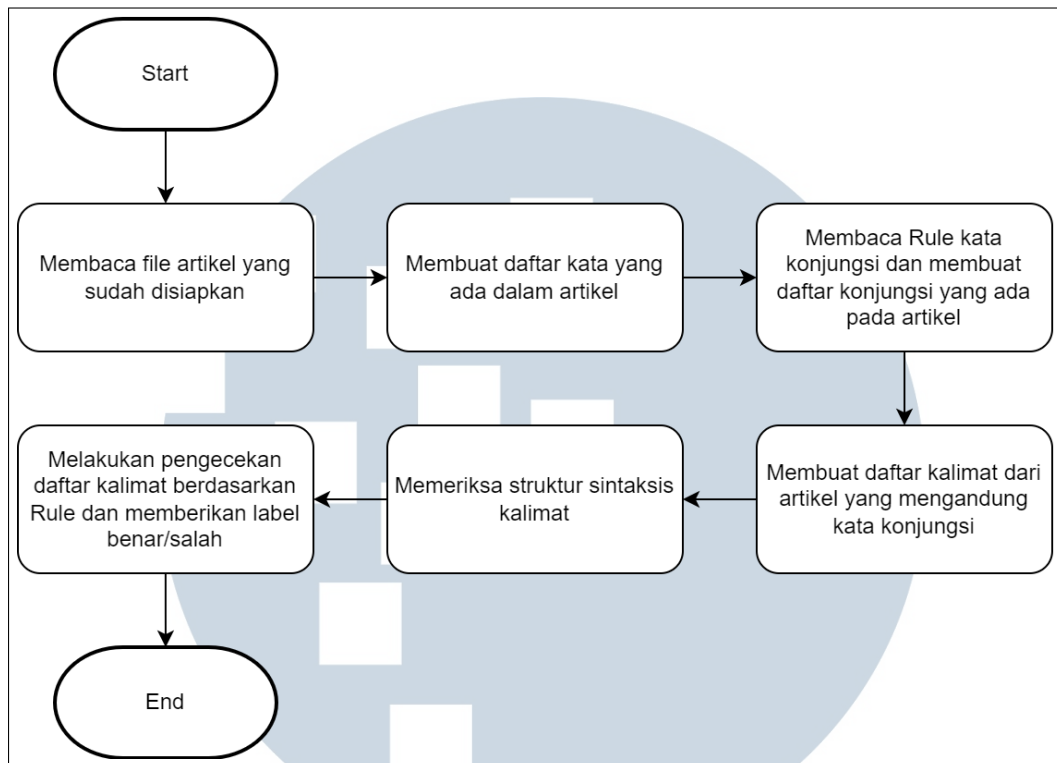 Start
Membaca file artikel yang
sudah disiapkan
Membuat daftar kata yang
ada dalam artikel
Membaca Rule kata
konjungsi dan membuat
daftar konjungsi yang ada
pada artikel
Membuat daftar kalimat dari
artikel yang mengandung
kata konjungsi
Memeriksa struktur sintaksis
kalimat
Melakukan pengecekan
daftar kalimat berdasarkan
Rule dan memberikan label
benar/salah
End